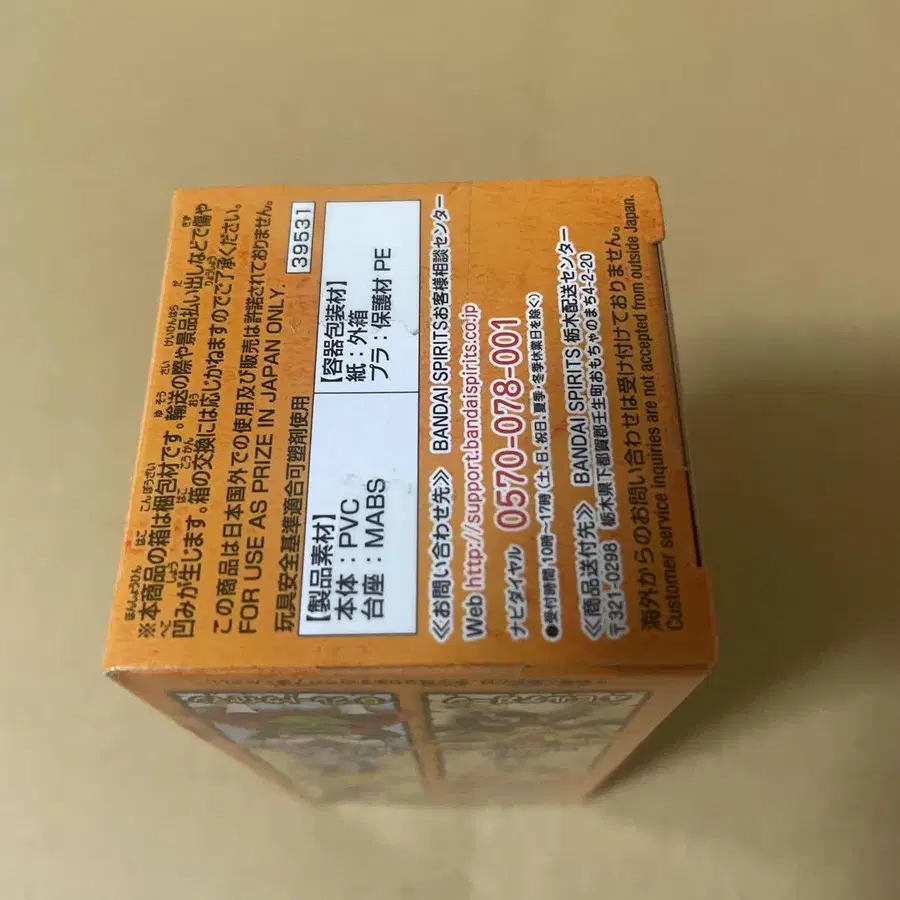 ※本商品の箱は梱包材です。輸送の際や景品払い出しなどで傷や
凹みが生じます。箱の交換には応じかねますのでご了承ください。
この商品は日本国外での使用及び販売は許諾されておりません。
FOR USE AS PRIZE IN JAPAN ONLY.
玩具安全基準適合可塑剤使用
39531
【製品素材】
本体：PVC
台座：MABS
【容器包装材】
紙：外箱
プラ：保護材 PE
≪お問い合わせ先≫ BANDAI SPIRITSお客様相談センター
Web http://support.bandaispirits.co.jp
ナビダイヤル 0570-078-001
●受付時間 10時～17時(土、日、祝日、夏季・冬季休業日を除く)
≪商品送付先≫ BANDAI SPIRITS 栃木配送センター
〒321-0298 栃木県下都賀郡壬生町おもちゃのまち4-2-20
海外からのお問い合わせは受け付けておりません。
Customer service inquiries are not accepted from outside Japan.